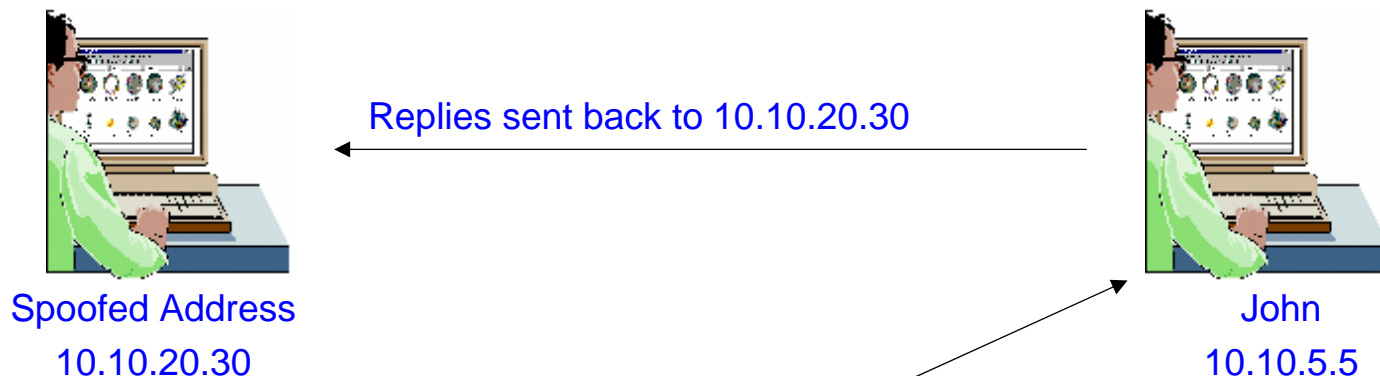 Replies sent back to 10.10.20.30
Spoofed Address
10.10.20.30
John
10.10.5.5